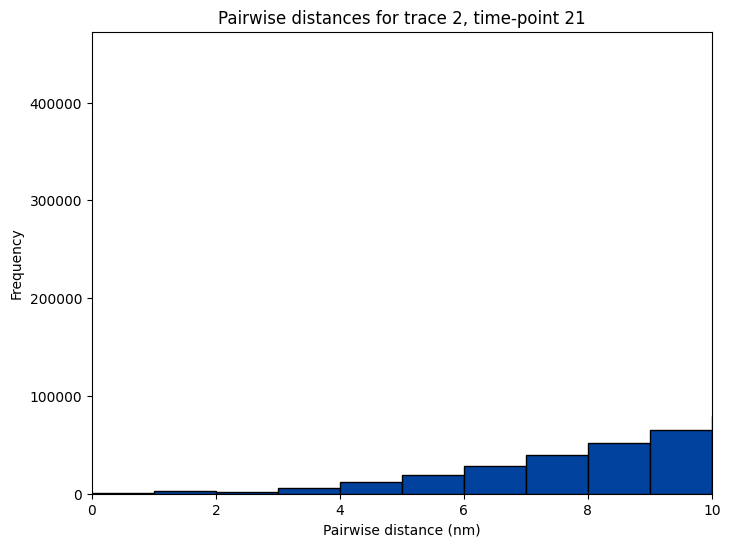 Pairwise distances for trace 2, time-point 21
400000
300000
200000
100000
0
Frequency
0 2 4 6 8 10
Pairwise distance (nm)